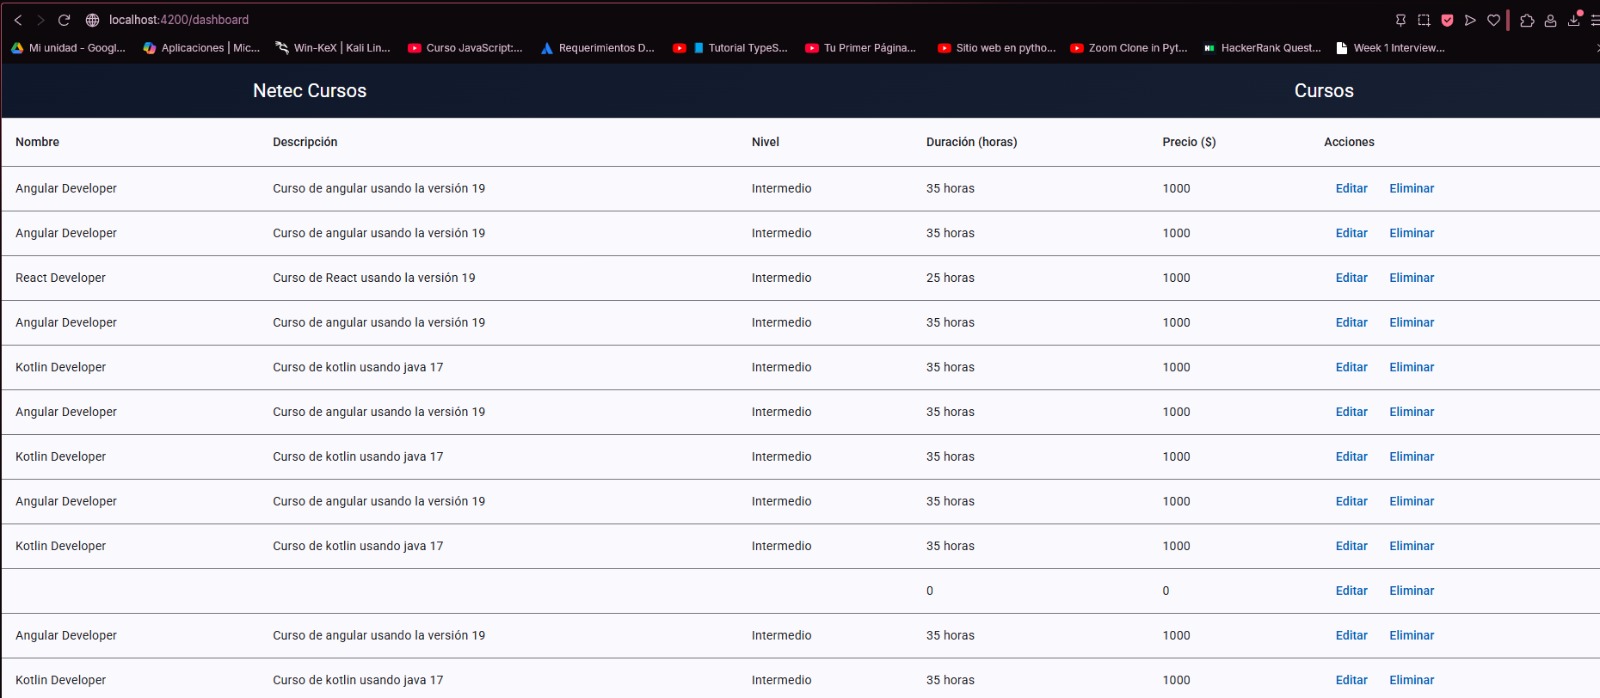 localhost:4200/dashboard
Mi unidad - Googl... Aplicaciones | Mic... Win-KeX | Kali Lin... Curso JavaScript:... Requerimientos D... Tutorial TypeS... Tu Primer Página... Sitio web en pytho... Zoom Clone in Pyt... HackerRank Quest... Week 1 Interview...
Netec Cursos Cursos
Nombre Descripción Nivel Duración (horas) Precio ($) Acciones
Angular Developer Curso de angular usando la versión 19 Intermedio 35 horas 1000 Editar Eliminar
Angular Developer Curso de angular usando la versión 19 Intermedio 35 horas 1000 Editar Eliminar
React Developer Curso de React usando la versión 19 Intermedio 25 horas 1000 Editar Eliminar
Angular Developer Curso de angular usando la versión 19 Intermedio 35 horas 1000 Editar Eliminar
Kotlin Developer Curso de kotlin usando java 17 Intermedio 35 horas 1000 Editar Eliminar
Angular Developer Curso de angular usando la versión 19 Intermedio 35 horas 1000 Editar Eliminar
Kotlin Developer Curso de kotlin usando java 17 Intermedio 35 horas 1000 Editar Eliminar
Angular Developer Curso de angular usando la versión 19 Intermedio 35 horas 1000 Editar Eliminar
Kotlin Developer Curso de kotlin usando java 17 Intermedio 35 horas 1000 Editar Eliminar
0 0 Editar Eliminar
Angular Developer Curso de angular usando la versión 19 Intermedio 35 horas 1000 Editar Eliminar
Kotlin Developer Curso de kotlin usando java 17 Intermedio 35 horas 1000 Editar Eliminar